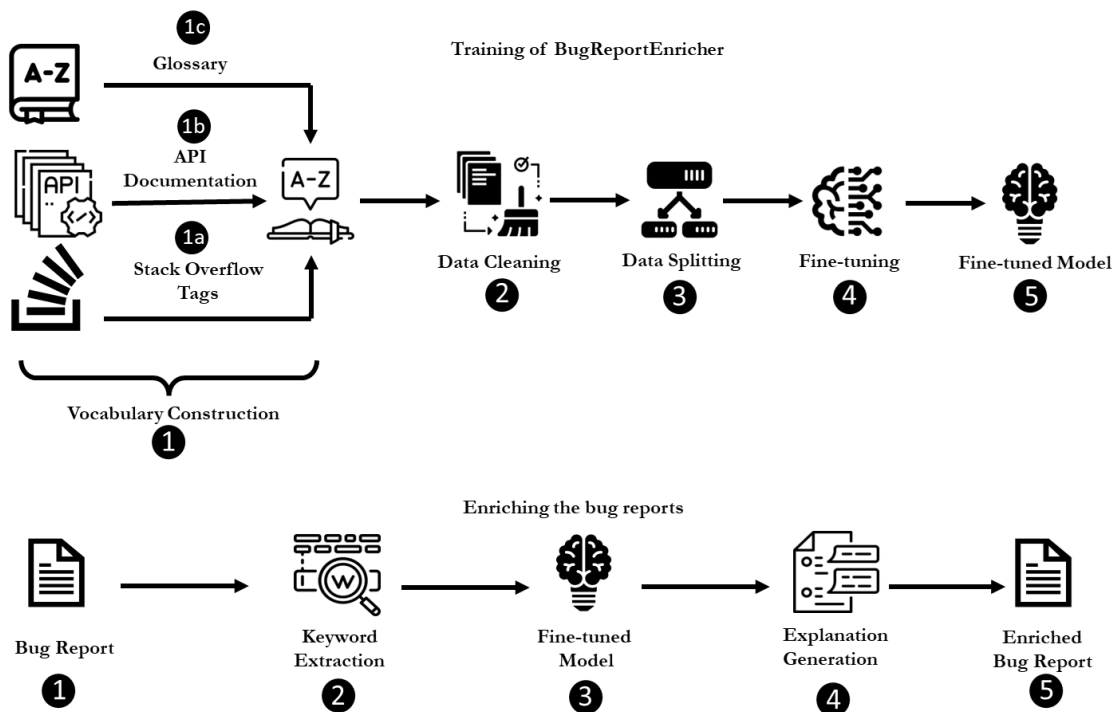 1c
Training of BugReportEnricher
Glossary
A-Z
1b
API
Documentation
API
A-Z
1a
Stack Overflow
Tags
Data Cleaning
2
Data Splitting
3
Fine-tuning
4
Fine-tuned Model
5
Vocabulary Construction
1
Enriching the bug reports
W
Bug Report
1
Keyword
Extraction
2
Fine-tuned
Model
3
Explanation
Generation
4
Enriched
Bug Report
5